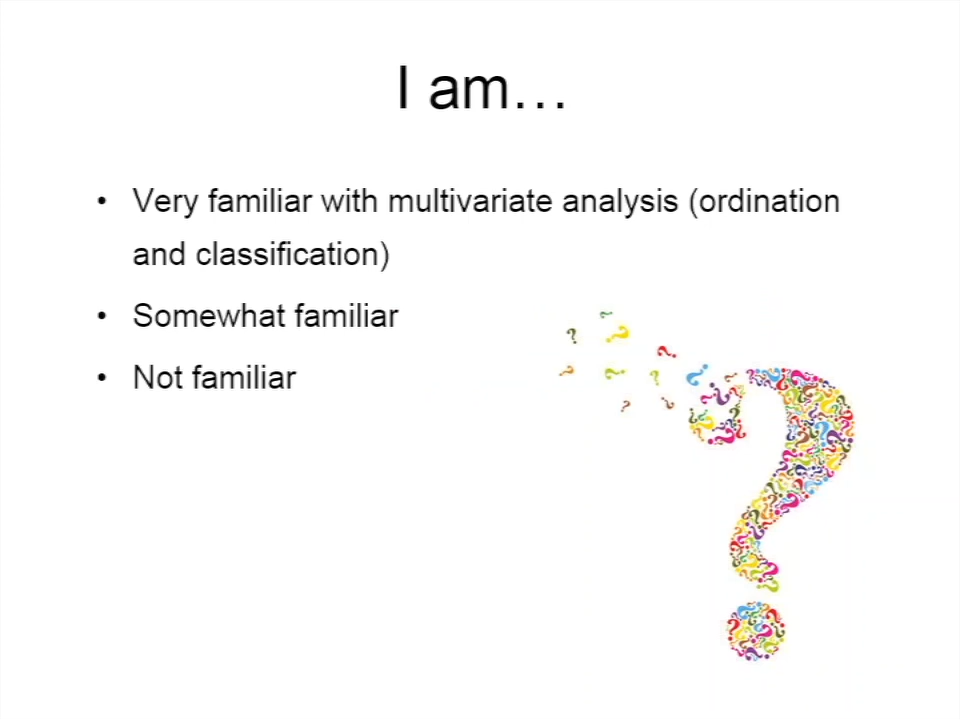 I am…
• Very familiar with multivariate analysis (ordination
and classification)
• Somewhat familiar
• Not familiar